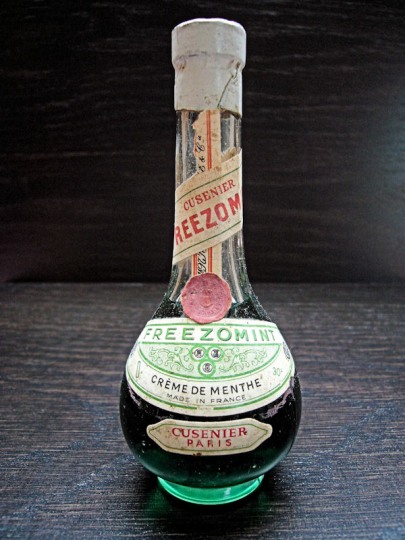 CUSENIER
REEZOM
FREEZOMINT
CRÈME DE MENTHE
MADE IN FRANCE
CUSENIER
PARIS